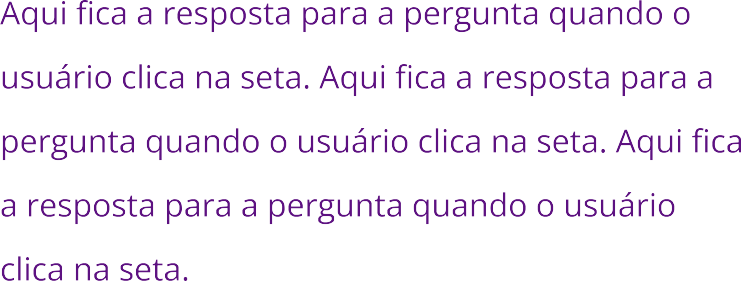 Aqui fica a resposta para a pergunta quando o
usuário clica na seta. Aqui fica a resposta para a
pergunta quando o usuário clica na seta. Aqui fica
a resposta para a pergunta quando o usuário
clica na seta.